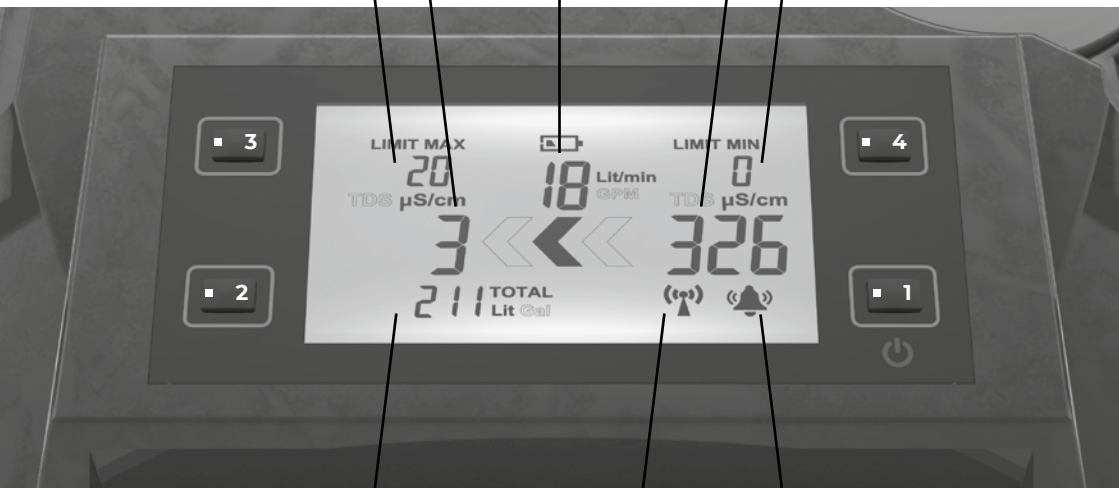 3
4
LIMIT MAX
LIMIT MIN
20
18 Lit/min
GPM
0
TDS µS/cm
TDS µS/cm
3
326
2
1
211 TOTAL
Lit Gal